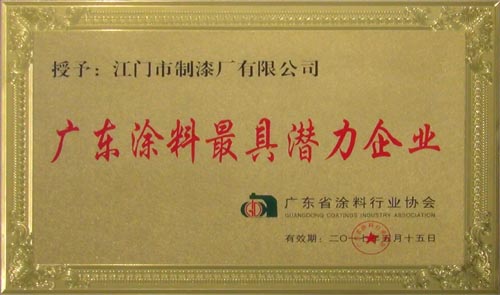 授予：江门市制漆厂有限公司
广东涂料最具潜力企业
广东省涂料行业协会
GUANGDONG COATINGS INDUSTRY ASSOCIATION
有效期：二〇一七年五月十五日